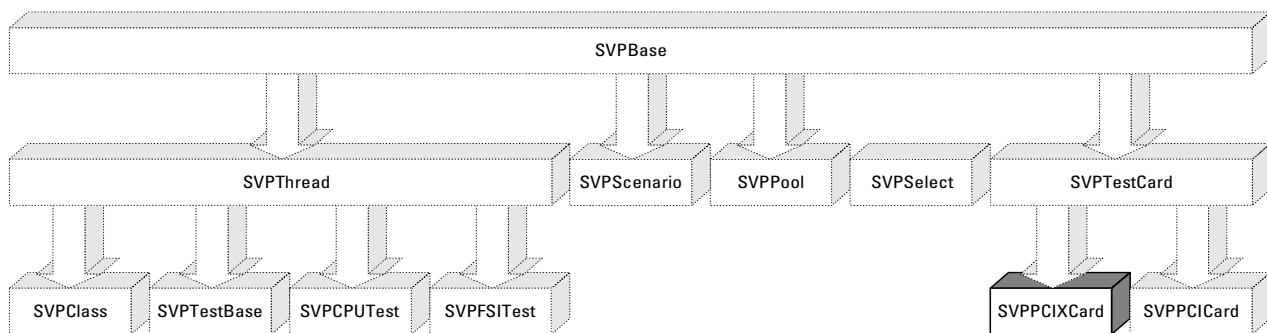 SVPBase
SVPThread
SVPScenario
SVPPool
SVPSelect
SVPTestCard
SVPClass
SVPTestBase
SVPCPUTest
SVPFSITest
SVPPCIXCard
SVPPCICard